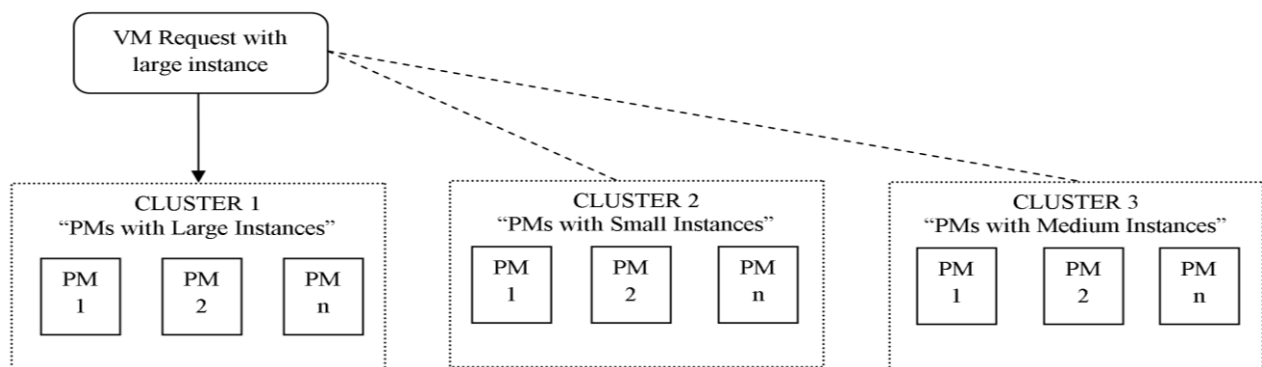 VM Request with
large instance
CLUSTER 1
“PMs with Large Instances”
PM
1
PM
2
PM
n
CLUSTER 2
“PMs with Small Instances”
PM
1
PM
2
PM
n
CLUSTER 3
“PMs with Medium Instances”
PM
1
PM
2
PM
n